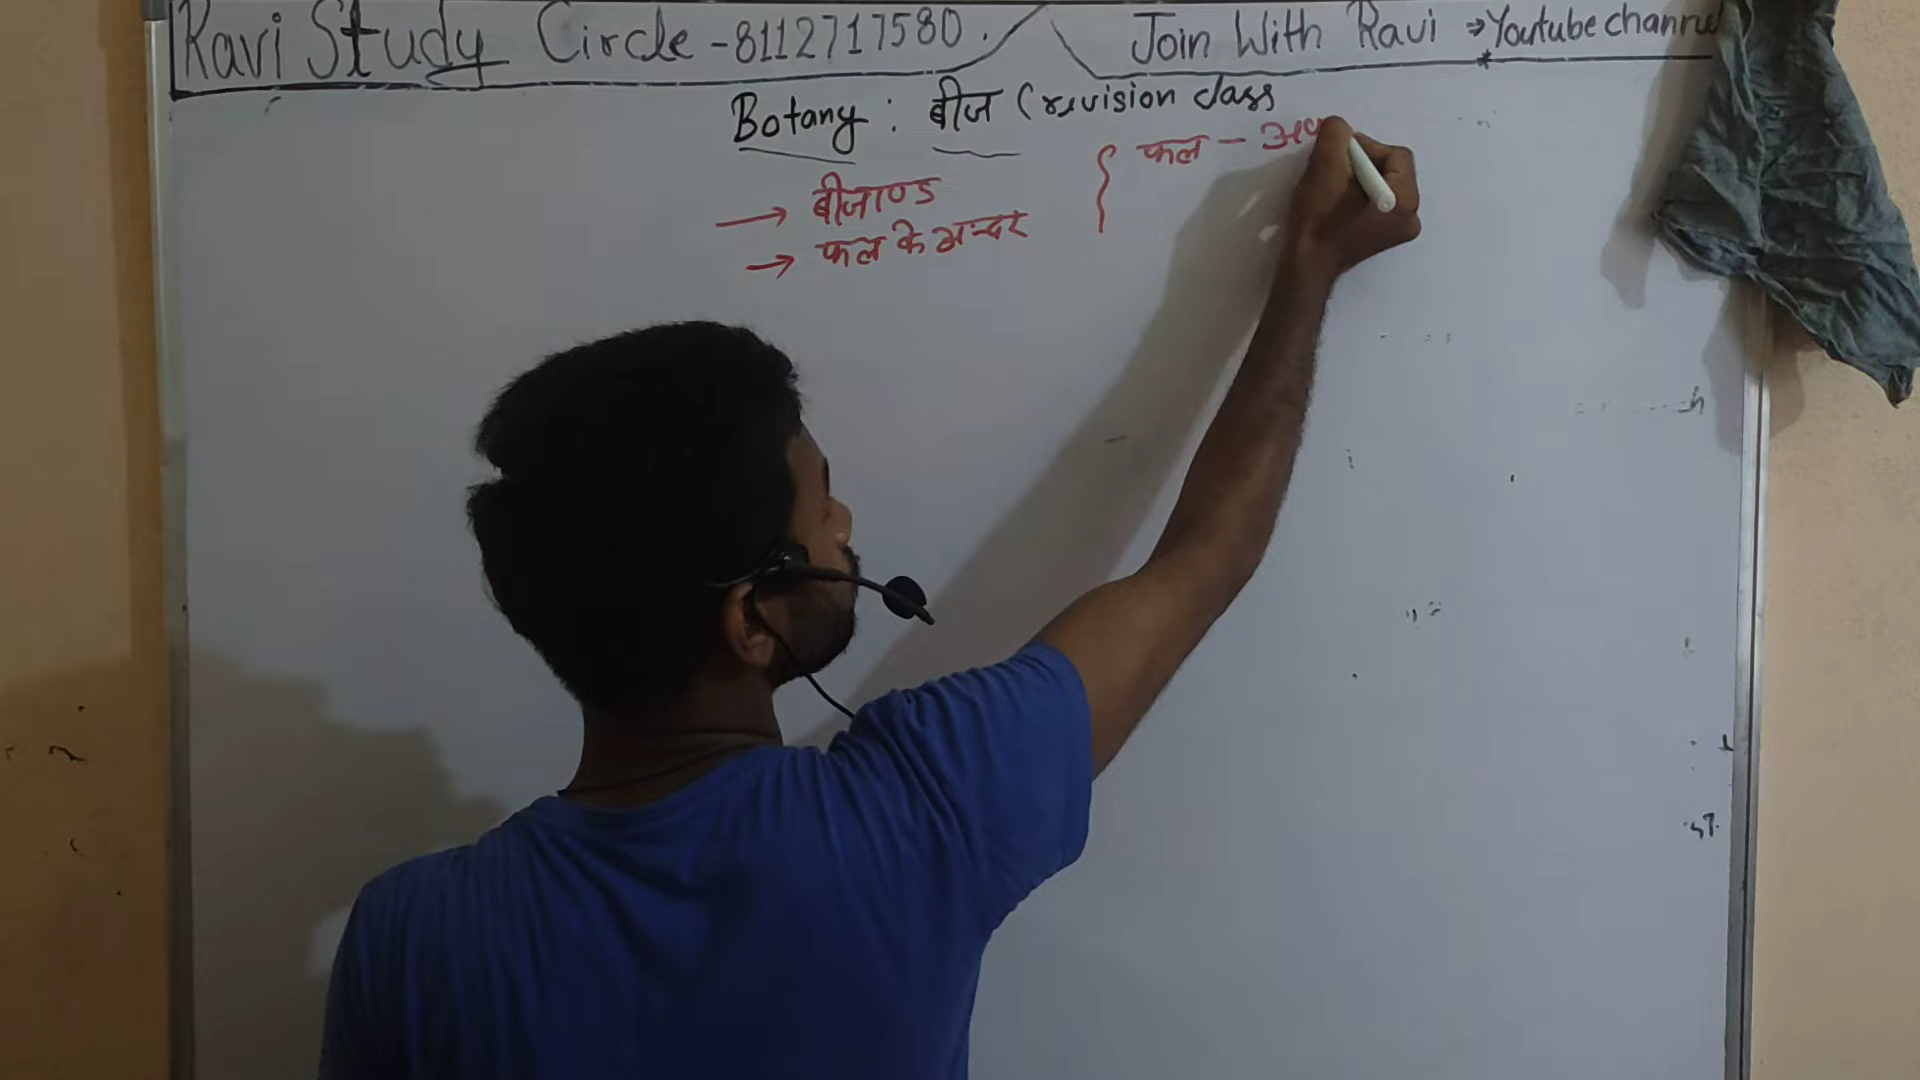 Ravi Study Circle - 8112717580.
Join With Ravi ⇒ Youtube channel
Botany : बीज (revision class
→ बीजाण्ड
→ फल के अन्दर
{ फल -